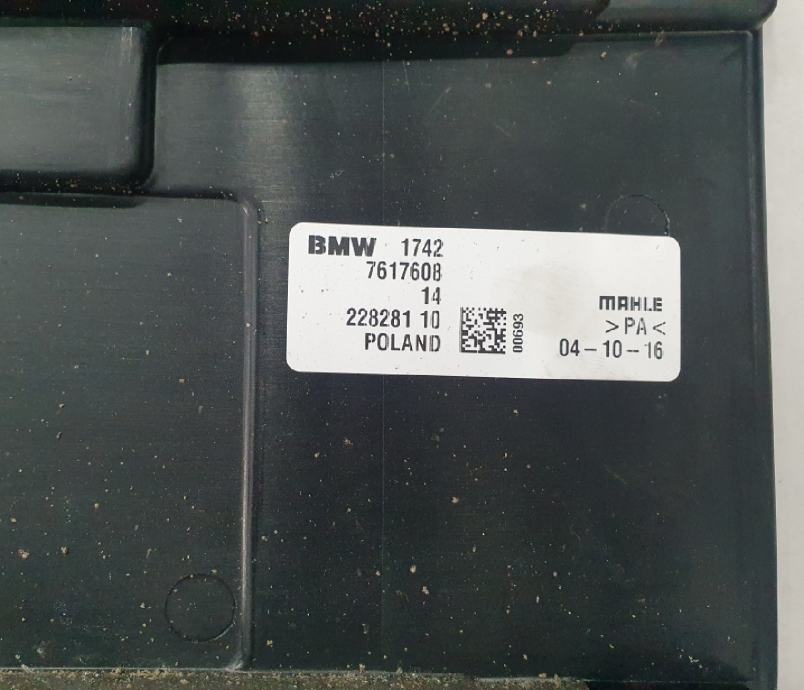 BMW 1742
7617608
14
228281 10
POLAND
00693
MAHLE
>PA<
04-10-16